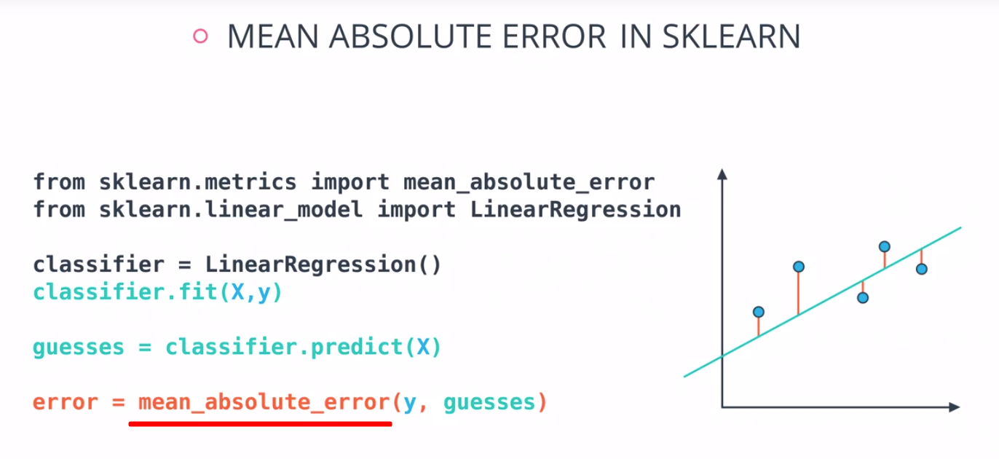 MEAN ABSOLUTE ERROR IN SKLEARN
from sklearn.metrics import mean_absolute_error
from sklearn.linear_model import LinearRegression
classifier = LinearRegression()
classifier.fit(X,y)
guesses = classifier.predict(X)
error = mean_absolute_error(y, guesses)